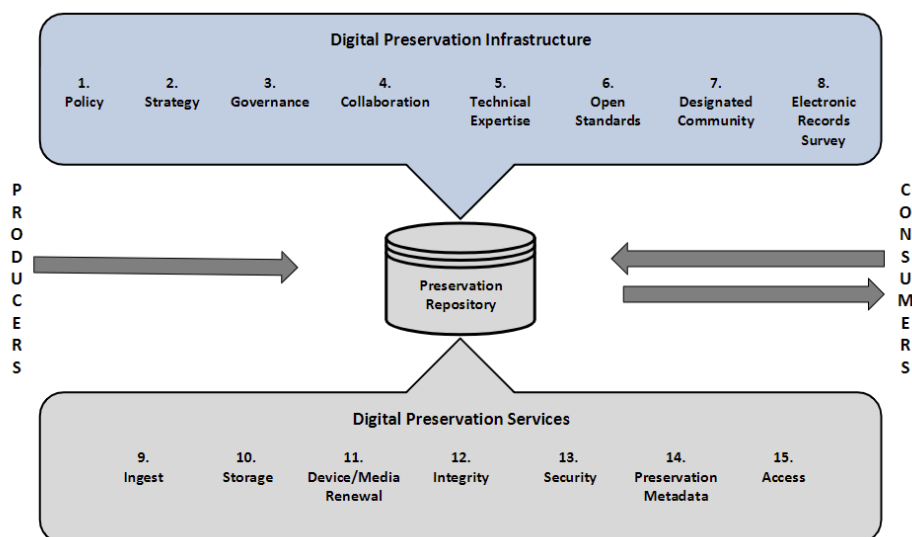 Digital Preservation Infrastructure
1. 2. 3. 4. 5. 6. 7. 8.
Policy Strategy Governance Collaboration Technical Open Designated Electronic
Expertise Standards Community Records
Survey
PRODUCERS
CONSUMERS
Preservation
Repository
Digital Preservation Services
9. 10. 11. 12. 13. 14. 15.
Ingest Storage Device/Media Integrity Security Preservation Access
Renewal Metadata